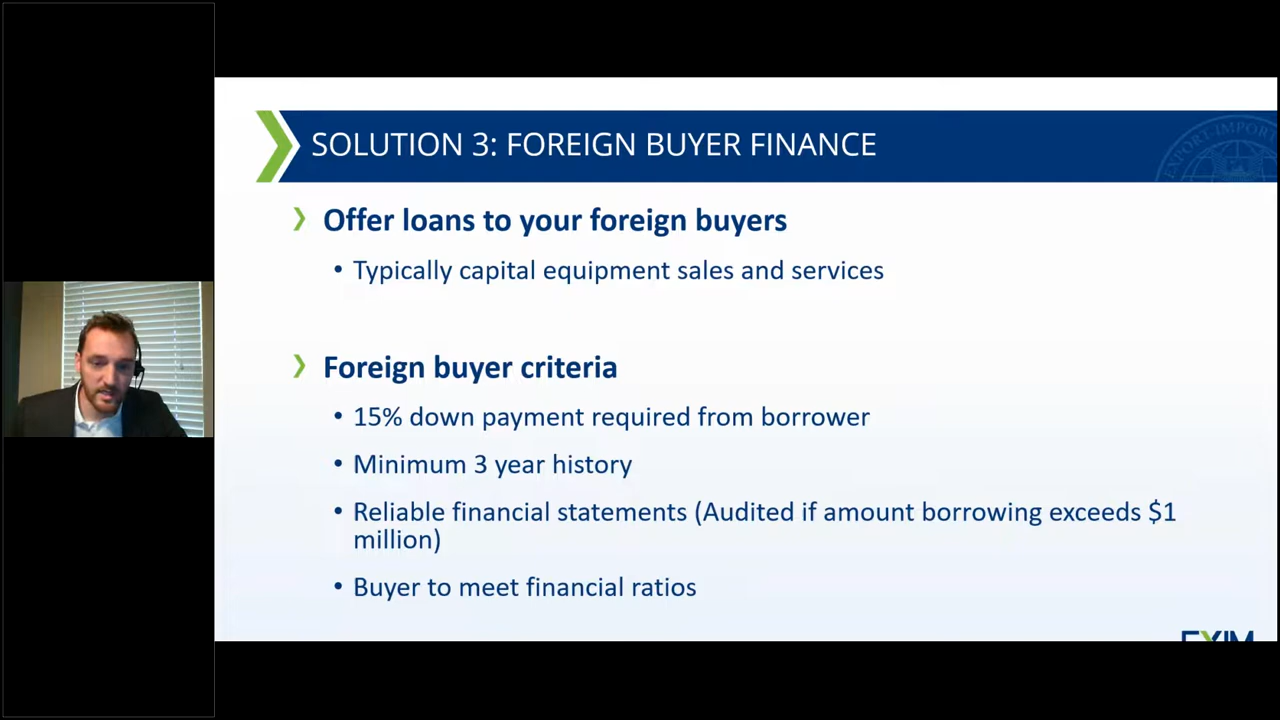 SOLUTION 3: FOREIGN BUYER FINANCE
EXPORT IMPORT
❯ Offer loans to your foreign buyers
• Typically capital equipment sales and services
❯ Foreign buyer criteria
• 15% down payment required from borrower
• Minimum 3 year history
• Reliable financial statements (Audited if amount borrowing exceeds $1
million)
• Buyer to meet financial ratios
EXIM